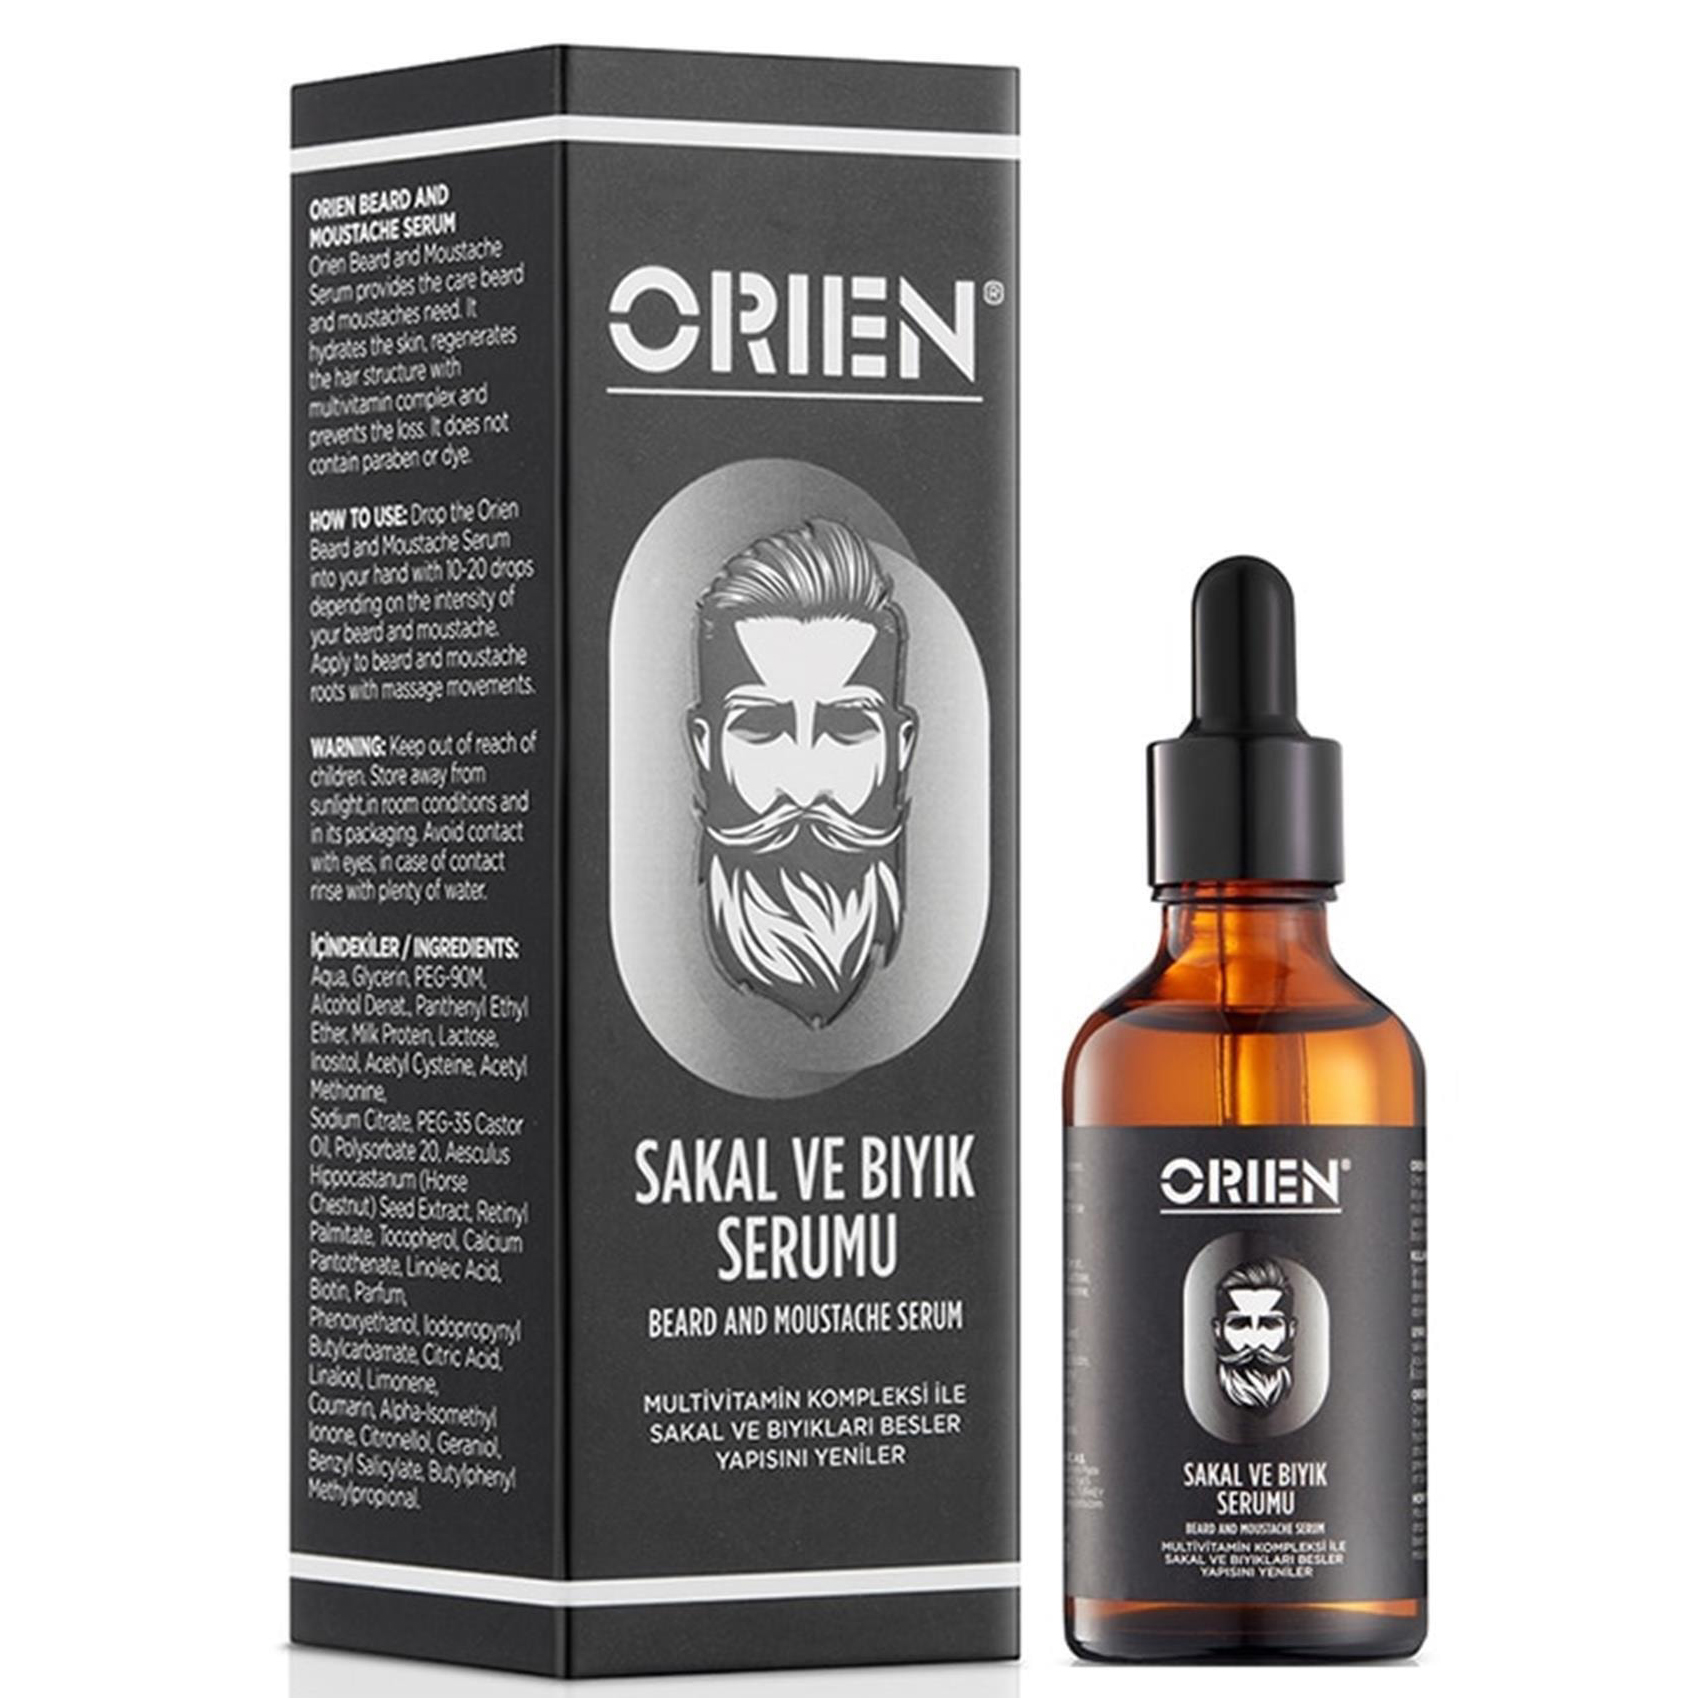 ORIEN BEARD AND
MOUSTACHE SERUM
Orien Beard and Moustache
Serum provides the care beard
and moustaches need. It
hydrates the skin, regenerates
the hair structure with
multivitamin complex and
prevents the loss. It does not
contain paraben or dye.
HOW TO USE: Drop the Orien
Beard and Moustache Serum
into your hand with 10-20 drops
depending on the intensity of
your beard and moustache.
Apply to beard and moustache
roots with massage movements.
WARNING: Keep out of reach of
children. Store away from
sunlight,in room conditions and
in its packaging. Avoid contact
with eyes, in case of contact
rinse with plenty of water.
İÇİNDEKİLER / INGREDIENTS:
Aqua, Glycerin, PEG-90M,
Alcohol Denat., Panthenyl Ethyl
Ether, Milk Protein, Lactose,
Inositol, Acetyl Cysteine, Acetyl
Methionine,
Sodium Citrate, PEG-35 Castor
Oil, Polysorbate 20, Aesculus
Hippocastanum (Horse
Chestnut) Seed Extract, Retinyl
Palmitate, Tocopherol, Calcium
Pantothenate, Linoleic Acid,
Biotin, Parfum,
Phenoxyethanol, Iodopropynyl
Butylcarbamate, Citric Acid,
Linalool, Limonene,
Coumarin, Alpha-Isomethyl
Ionone, Citronellol, Geraniol,
Benzyl Salicylate, Butylphenyl
Methylpropional.
ORIEN®
SAKAL VE BIYIK
SERUMU
BEARD AND MOUSTACHE SERUM
MULTİVİTAMİN KOMPLEKSİ İLE
SAKAL VE BIYIKLARI BESLER
YAPISINI YENİLER
ORIEN®
SAKAL VE BIYIK
SERUMU
BEARD AND MOUSTACHE SERUM
MULTİVİTAMİN KOMPLEKSİ İLE
SAKAL VE BIYIKLARI BESLER
YAPISINI YENİLER